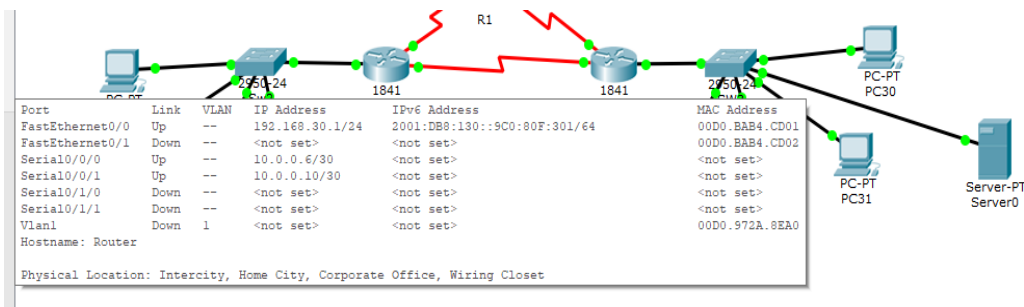 R1
PC-PT
PC30
2950-24
1841
1841
2950-24
Port Link VLAN IP Address IPv6 Address MAC Address
FastEthernet0/0 Up -- 192.168.30.1/24 2001:DB8:130::9C0:80F:301/64 00D0.BAB4.CD01
FastEthernet0/1 Down -- <not set> <not set> 00D0.BAB4.CD02
Serial0/0/0 Up -- 10.0.0.6/30 <not set> <not set>
Serial0/0/1 Up -- 10.0.0.10/30 <not set> <not set>
Serial0/1/0 Down -- <not set> <not set> <not set>
Serial0/1/1 Down -- <not set> <not set> <not set>
Vlan1 Down 1 <not set> <not set> 00D0.972A.8EA0
Hostname: Router
Physical Location: Intercity, Home City, Corporate Office, Wiring Closet
PC-PT
PC31
Server-PT
Server0